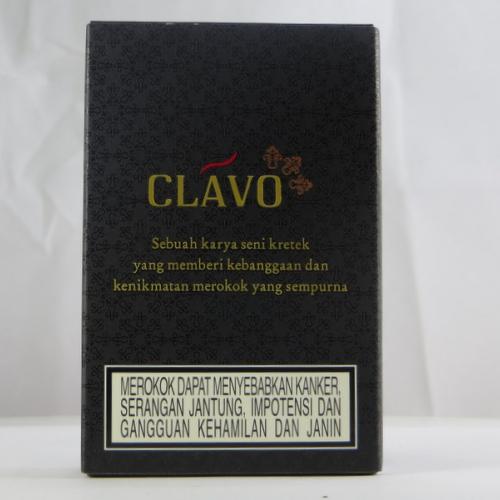 CLAVO
Sebuah karya seni kretek
yang memberi kebanggaan dan
kenikmatan merokok yang sempurna
MEROKOK DAPAT MENYEBABKAN KANKER,
SERANGAN JANTUNG, IMPOTENSI DAN
GANGGUAN KEHAMILAN DAN JANIN